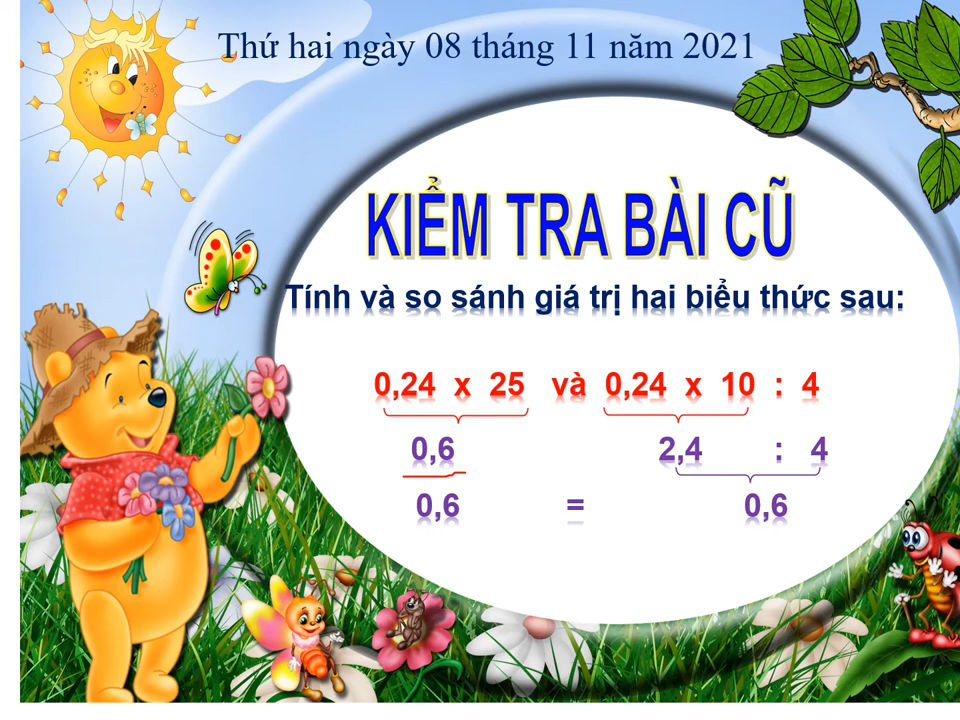 Thứ hai ngày 08 tháng 11 năm 2021
KIỂM TRA BÀI CŨ
Tính và so sánh giá trị hai biểu thức sau:
0,24 x 25 và 0,24 x 10 : 4
0,6 2,4 : 4
0,6 = 0,6